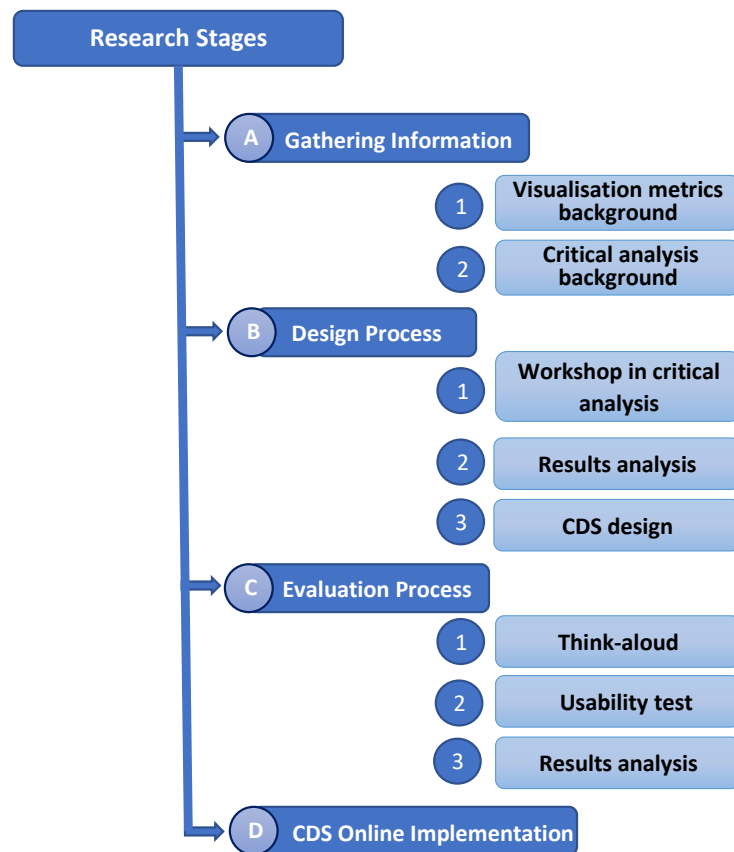 Research Stages
A
Gathering Information
1
Visualisation metrics
background
2
Critical analysis
background
B
Design Process
1
Workshop in critical
analysis
2
Results analysis
3
CDS design
C
Evaluation Process
1
Think-aloud
2
Usability test
3
Results analysis
D
CDS Online Implementation